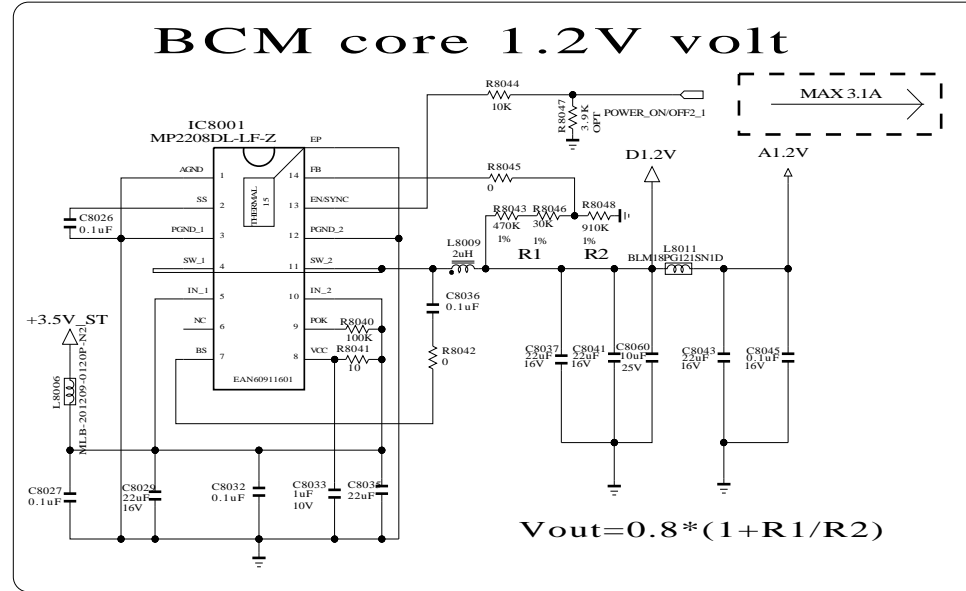 BCM core 1.2V volt
R8044
10K
R8047
3.9K
OPT
POWER_ON/OFF2_1
MAX 3.1A
IC8001
MP2208DL-LF-Z
EP
AGND
1
14
FB
R8045
0
D1.2V
A1.2V
THERMAL
15
SS
2
13
EN/SYNC
C8026
0.1uF
R8043
470K
1%
R8046
30K
1%
R8048
910K
1%
R1
R2
PGND_1
3
12
PGND_2
SW_1
4
11
SW_2
L8009
2uH
L8011
BLM18PG121SN1D
IN_1
5
10
IN_2
C8036
0.1uF
+3.5V_ST
NC
6
9
POK
R8040
100K
BS
7
8
VCC
R8041
10
R8042
0
EAN60911601
C8037
22uF
16V
C8041
22uF
16V
C8060
10uF
25V
C8043
22uF
16V
C8045
0.1uF
16V
L8006
MLB-201209-0120P-N2
C8027
0.1uF
C8029
22uF
16V
C8032
0.1uF
C8033
1uF
10V
C8035
22uF
Vout=0.8*(1+R1/R2)